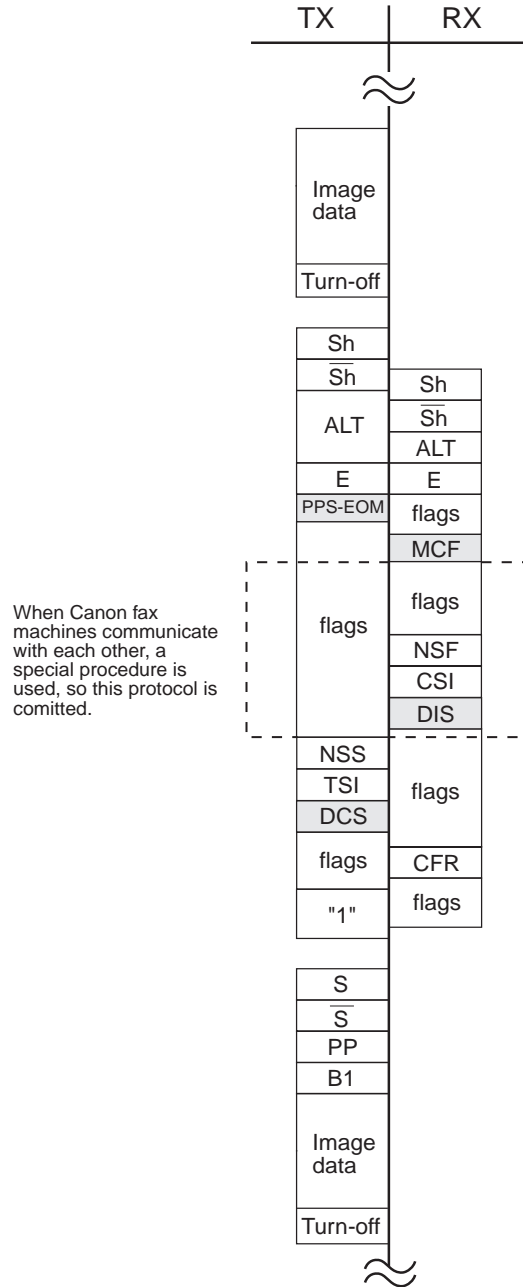 TX RX
Image
data
Turn-off
Sh
S̅h̅
ALT
E
PPS-EOM
Sh
S̅h̅
ALT
E
flags
MCF
When Canon fax
machines communicate
with each other, a
special procedure is
used, so this protocol is
comitted.
flags
flags
NSF
CSI
DIS
NSS
TSI
DCS
flags
"1"
flags
CFR
flags
S
S̅
PP
B1
Image
data
Turn-off